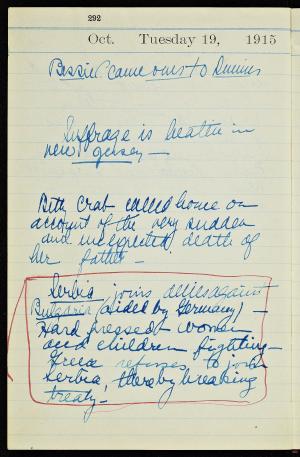 292
Oct. Tuesday 19, 1915
Bessie came over to Dinner
Suffrage is beaten in
new Jersey —
Betty Crab called home on
account of the very sudden
and unexpected death of
her father —
Serbia joins allies against
Bulgaria (aided by Germany) —
Hard pressed women
and children fighting —
Greece refuses to join
Serbia, thereby breaking
treaty —